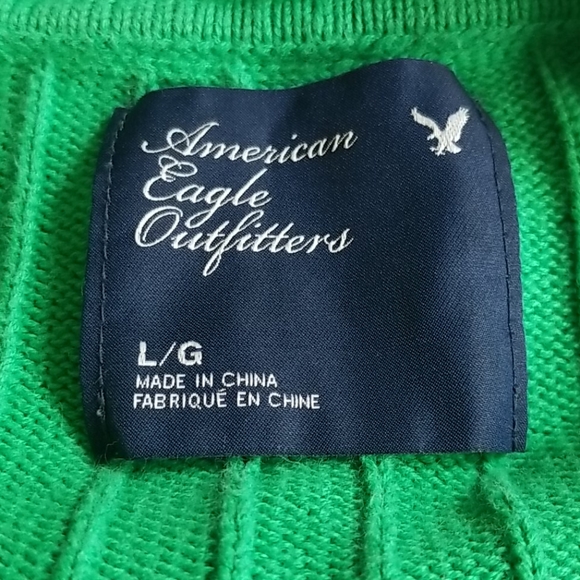 American
Eagle
Outfitters
L/G
MADE IN CHINA
FABRIQUÉ EN CHINE